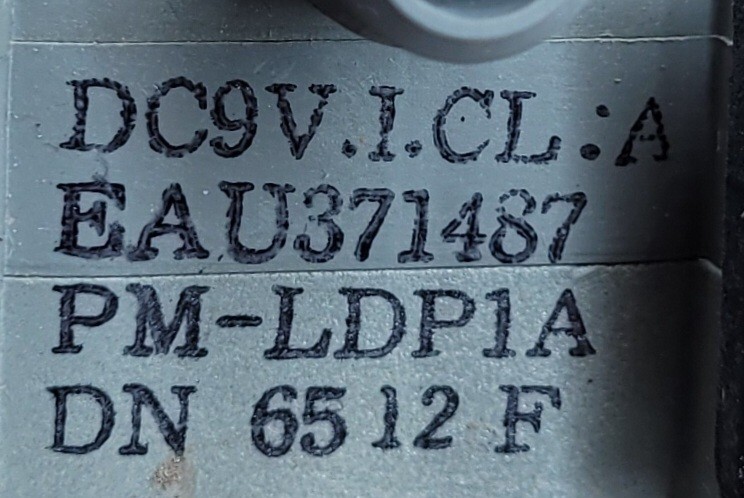 DC9V.I.CL.:A
EAU371487
PM-LDP1A
DN 6512 F